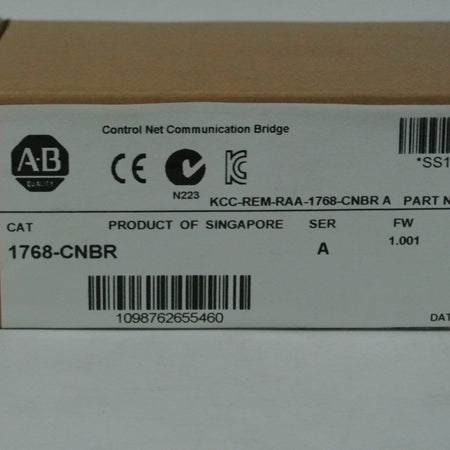 Control Net Communication Bridge
A-B
QUALITY
CE
N223
*SS1
KCC-REM-RAA-1768-CNBR A PART N
CAT PRODUCT OF SINGAPORE SER FW
1768-CNBR A 1.001
1098762655460
DAT